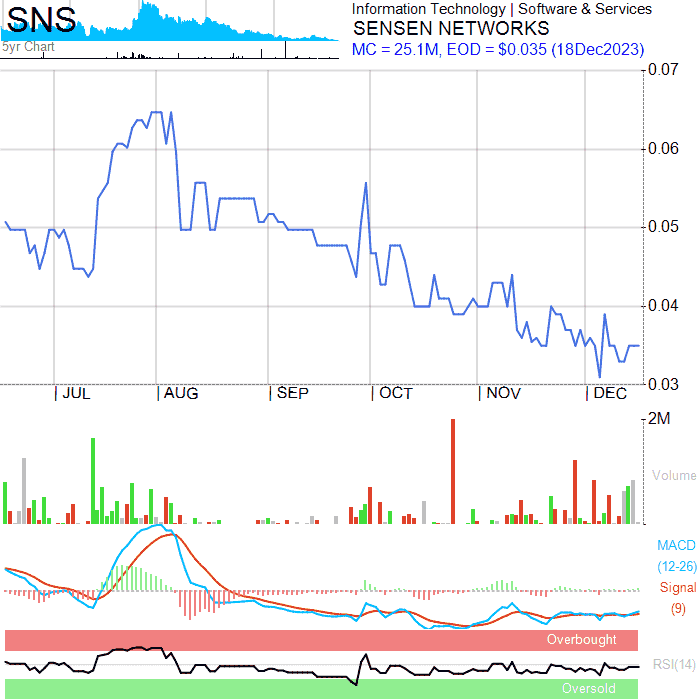 SNS
5yr Chart
Information Technology | Software & Services
SENSEN NETWORKS
MC = 25.1M, EOD = $0.035 (18Dec2023)
0.07
0.06
0.05
0.04
0.03
JUL AUG SEP OCT NOV DEC
2M
Volume
MACD
(12-26)
Signal
(9)
Overbought
RSI(14)
Oversold